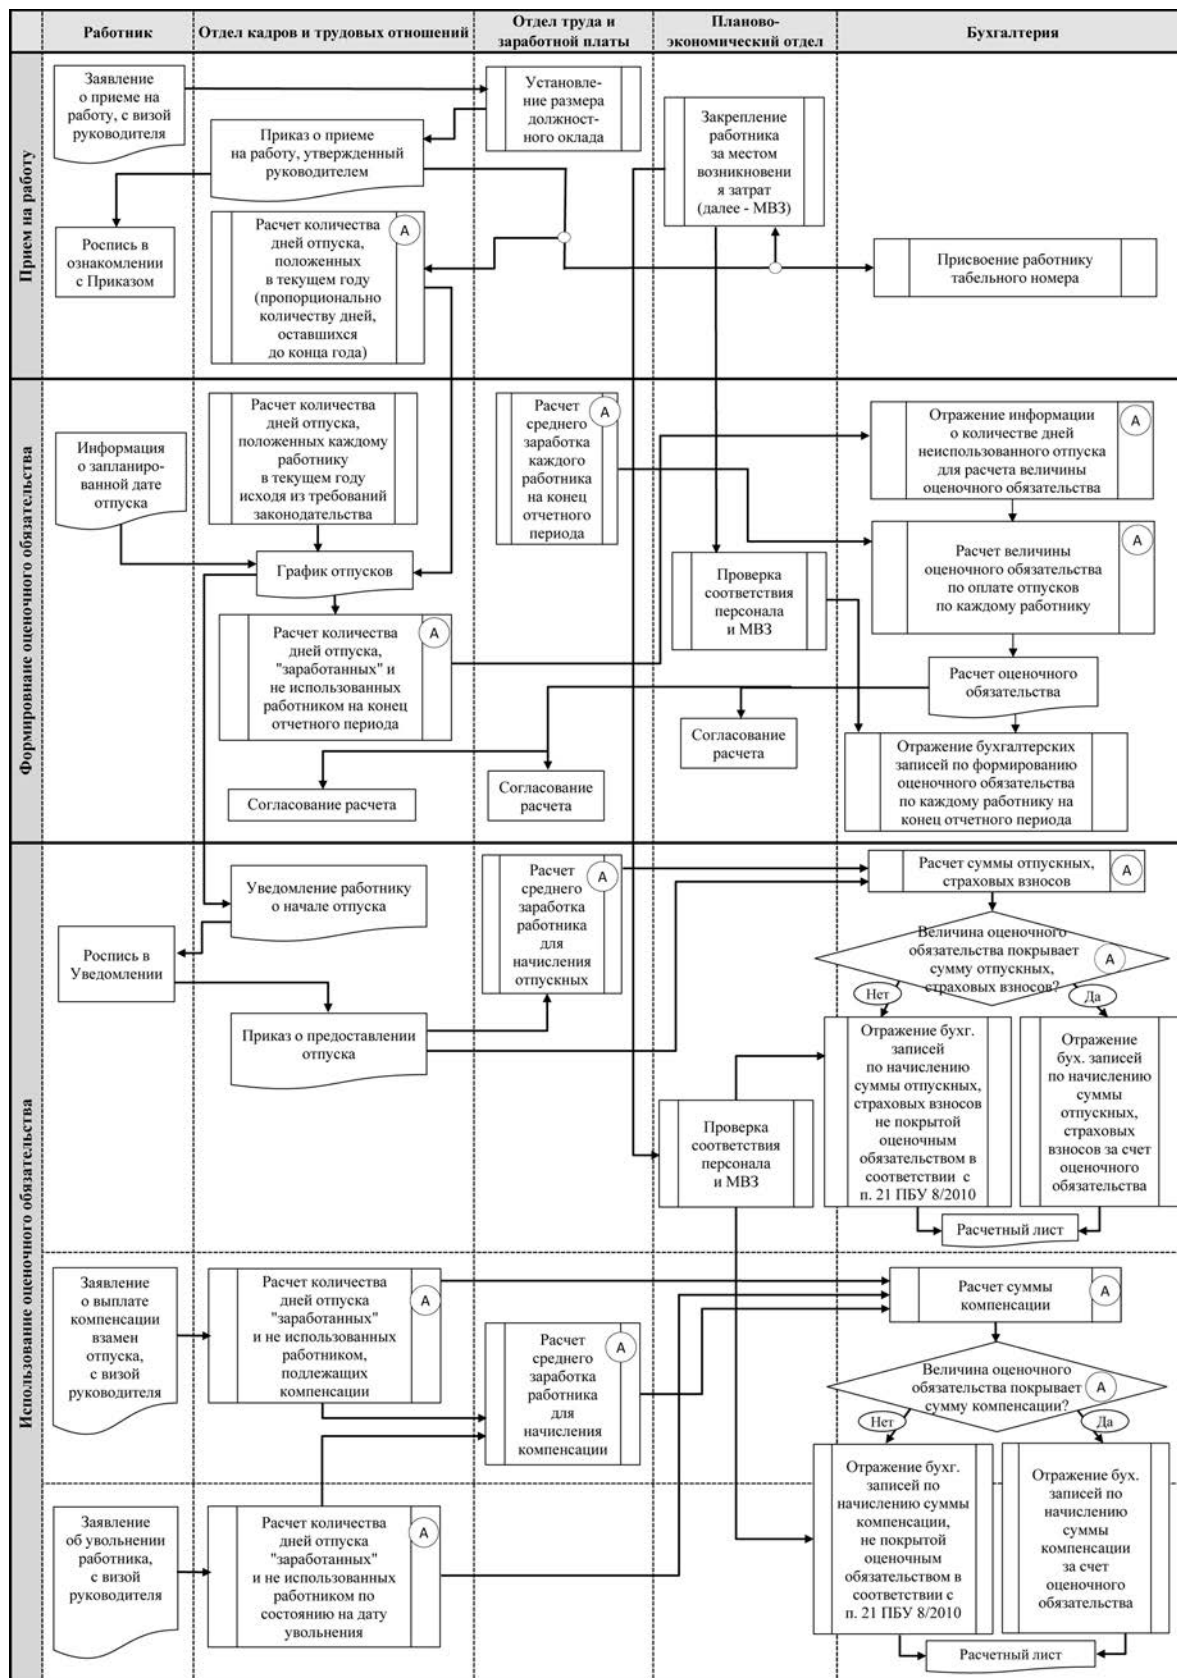 Работник
Отдел кадров и трудовых отношений
Отдел труда и
заработной платы
Планово-
экономический отдел
Бухгалтерия
Прием на работу
Заявление
о приеме на
работу, с визой
руководителя
Установле-
ние размера
должност-
ного оклада
Приказ о приеме
на работу, утвержденный
руководителем
Закрепление
работника
за местом
возникновени
я затрат
(далее - МВЗ)
Роспись в
ознакомлении
с Приказом
Расчет количества
дней отпуска,
положенных
в текущем году
(пропорционально
количеству дней,
оставшихся
до конца года)
А
Присвоение работнику
табельного номера
Формировнане оценочного обязательства
Информация
о запланиро-
ванной дате
отпуска
Расчет количества
дней отпуска,
положенных каждому
работнику
в текущем году
исходя из требований
законодательства
Расчет
среднего
заработка
каждого
работника
на конец
отчетного
периода
А
Отражение информации
о количестве дней
неиспользованного отпуска
для расчета величины
оценочного обязательства
А
График отпусков
Проверка
соответствия
персонала
и МВЗ
Расчет величины
оценочного обязательства
по оплате отпусков
по каждому работнику
А
Расчет количества
дней отпуска,
"заработанных" и
не использованных
работником на конец
отчетного периода
А
Расчет оценочного
обязательства
Согласование
расчета
Отражение бухгалтерских
записей по формированию
оценочного обязательства
по каждому работнику на
конец отчетного периода
Согласование расчета
Согласование
расчета
Использование оценочного обязательства
Уведомление работнику
о начале отпуска
Расчет
среднего
заработка
работника
для
начисления
отпускных
А
Расчет суммы отпускных,
страховых взносов
А
Роспись в
Уведомлении
Величина оценочного
обязательства покрывает
сумму отпускных,
страховых взносов?
А
Нет
Да
Приказ о предоставлении
отпуска
Отражение бухг.
записей
по начислению
суммы отпускных,
страховых взносов
не покрытой
оценочным
обязательством в
соответствии с
п. 21 ПБУ 8/2010
Отражение
бух. записей
по начислению
суммы
отпускных,
страховых
взносов за счет
оценочного
обязательства
Проверка
соответствия
персонала
и МВЗ
Расчетный лист
Заявление
о выплате
компенсации
взамен
отпуска,
с визой
руководителя
Расчет количества
дней отпуска
"заработанных"
и не использованных
работником,
подлежащих
компенсации
А
Расчет суммы
компенсации
А
Расчет
среднего
заработка
работника
для
начисления
компенсации
А
Величина оценочного
обязательства покрывает
сумму компенсации?
А
Нет
Да
Отражение бухг.
записей по
начислению суммы
компенсации,
не покрытой
оценочным
обязательством в
соответствии с
п. 21 ПБУ 8/2010
Отражение бух.
записей по
начислению
суммы
компенсации
за счет
оценочного
обязательства
Заявление
об увольнении
работника,
с визой
руководителя
Расчет количества
дней отпуска
"заработанных"
и не использованных
работником по
состоянию на дату
увольнения
А
Расчетный лист